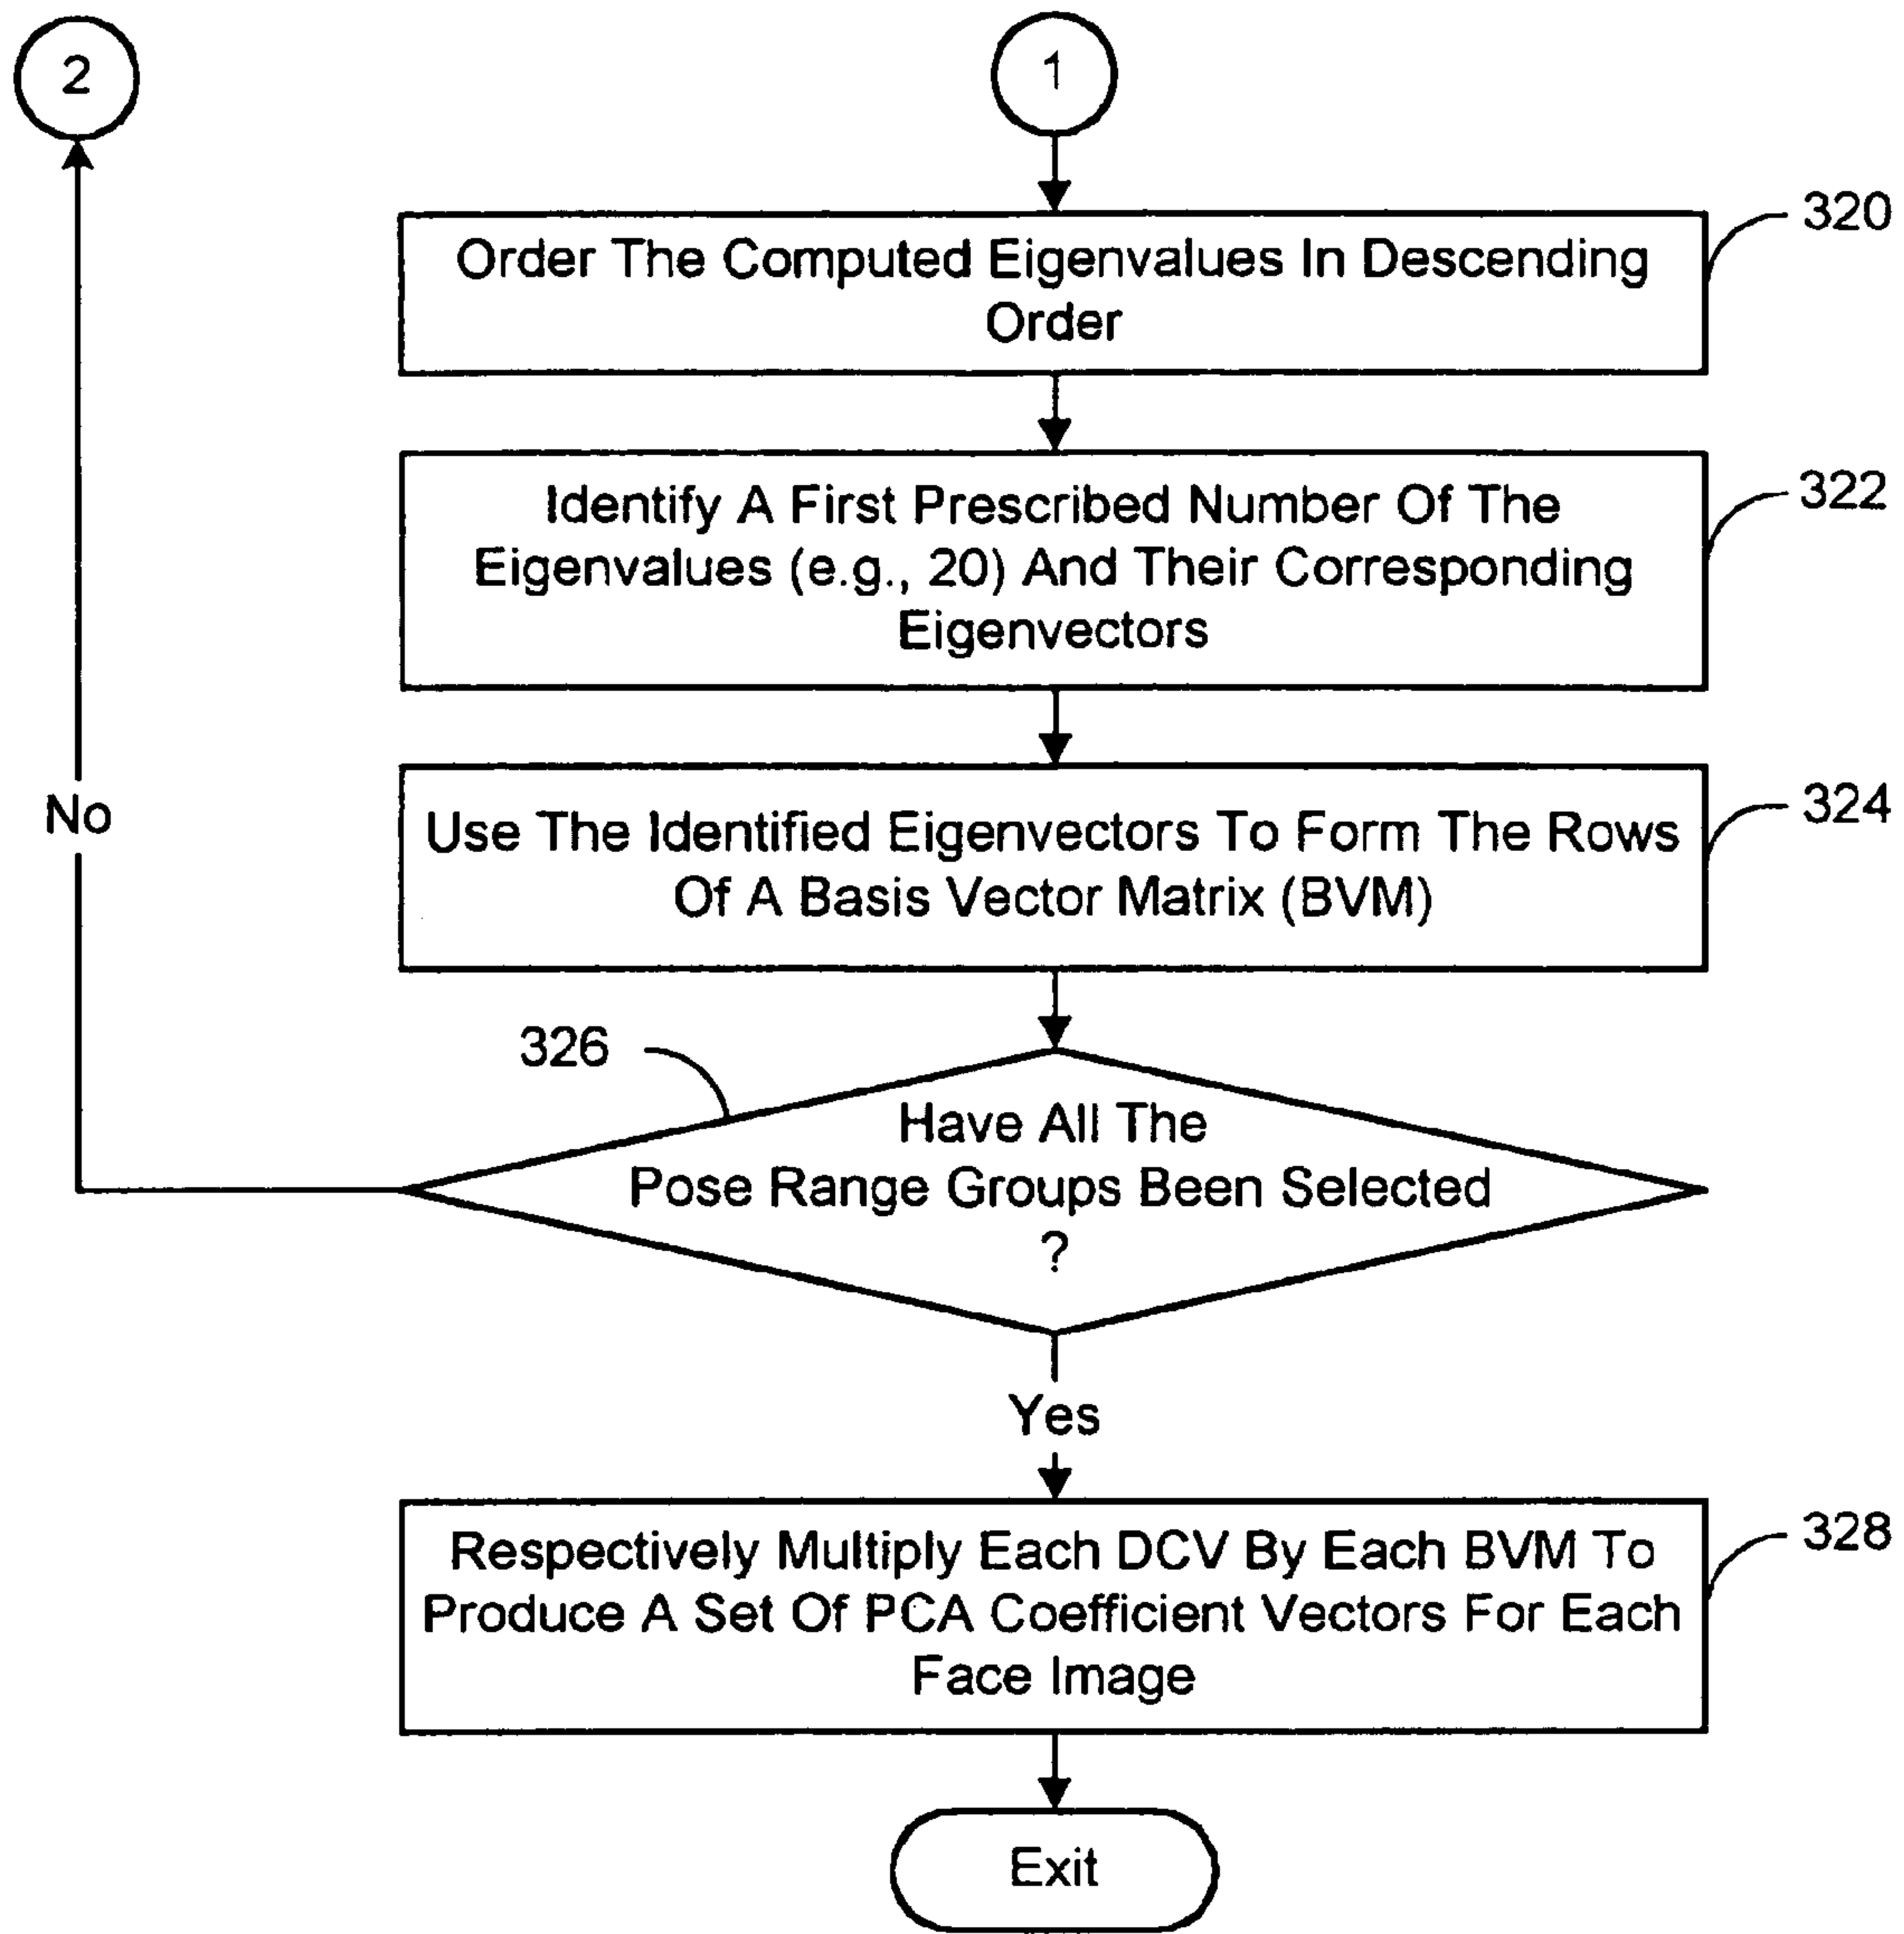 2
1
320
Order The Computed Eigenvalues In Descending
Order
322
Identify A First Prescribed Number Of The
Eigenvalues (e.g., 20) And Their Corresponding
Eigenvectors
324
Use The Identified Eigenvectors To Form The Rows
Of A Basis Vector Matrix (BVM)
No
326
Have All The
Pose Range Groups Been Selected
?
Yes
328
Respectively Multiply Each DCV By Each BVM To
Produce A Set Of PCA Coefficient Vectors For Each
Face Image
Exit